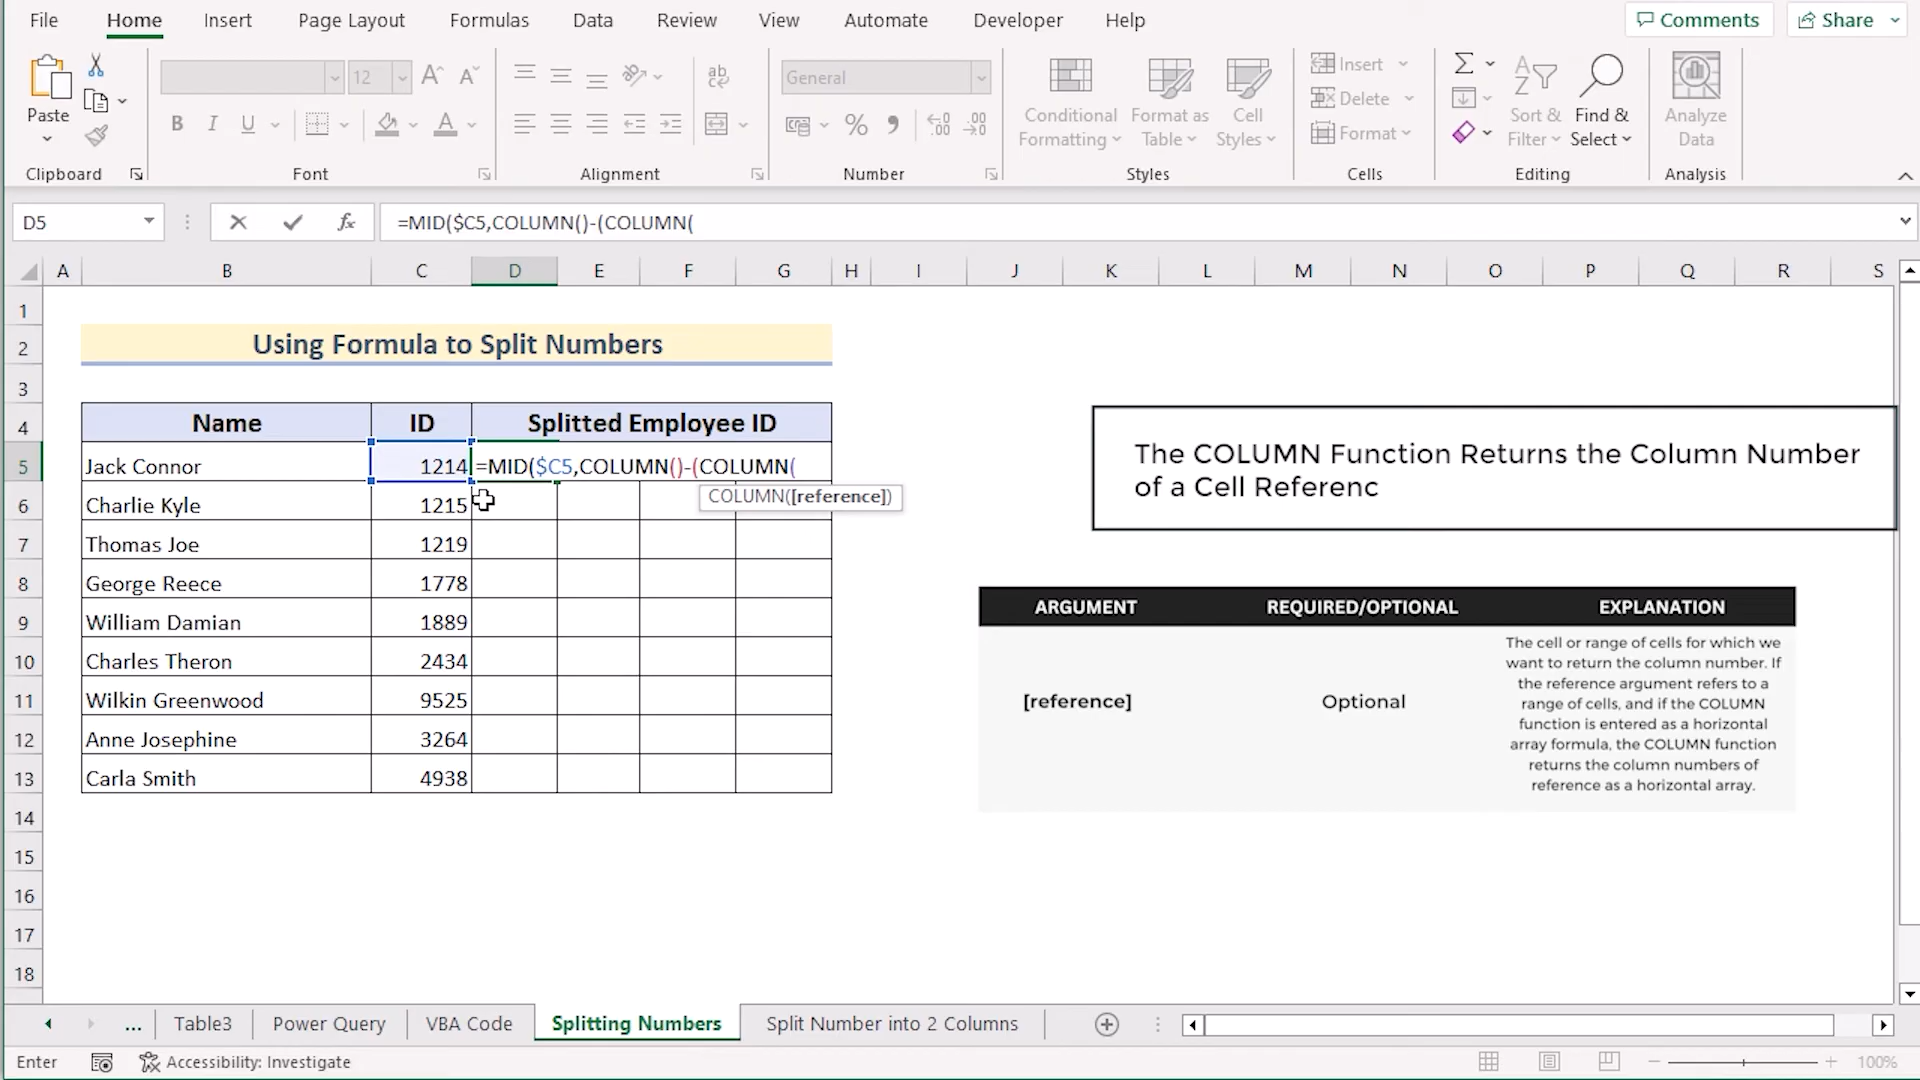 File Home Insert Page Layout Formulas Data Review View Automate Developer Help Comments Share
12 General
Paste
B I U
Conditional Formatting
Format as Table
Cell Styles
Insert
Delete
Format
Sort & Filter
Find & Select
Analyze Data
Clipboard Font Alignment Number Styles Cells Editing Analysis
D5 fx =MID($C5,COLUMN()-(COLUMN(
A B C D E F G H I J K L M N O P Q R S
1
2 Using Formula to Split Numbers
3
4 Name ID Splitted Employee ID
5 Jack Connor 1214 =MID($C5,COLUMN()-(COLUMN(
COLUMN([reference])
6 Charlie Kyle 1215
7 Thomas Joe 1219
8 George Reece 1778
9 William Damian 1889
10 Charles Theron 2434
11 Wilkin Greenwood 9525
12 Anne Josephine 3264
13 Carla Smith 4938
14
15
16
17
18
The COLUMN Function Returns the Column Number
of a Cell Referenc
ARGUMENT REQUIRED/OPTIONAL EXPLANATION
[reference] Optional
The cell or range of cells for which we
want to return the column number. If
the reference argument refers to a
range of cells, and if the COLUMN
function is entered as a horizontal
array formula, the COLUMN function
returns the column numbers of
reference as a horizontal array.
... Table3 Power Query VBA Code Splitting Numbers Split Number into 2 Columns
Enter Accessibility: Investigate 100%